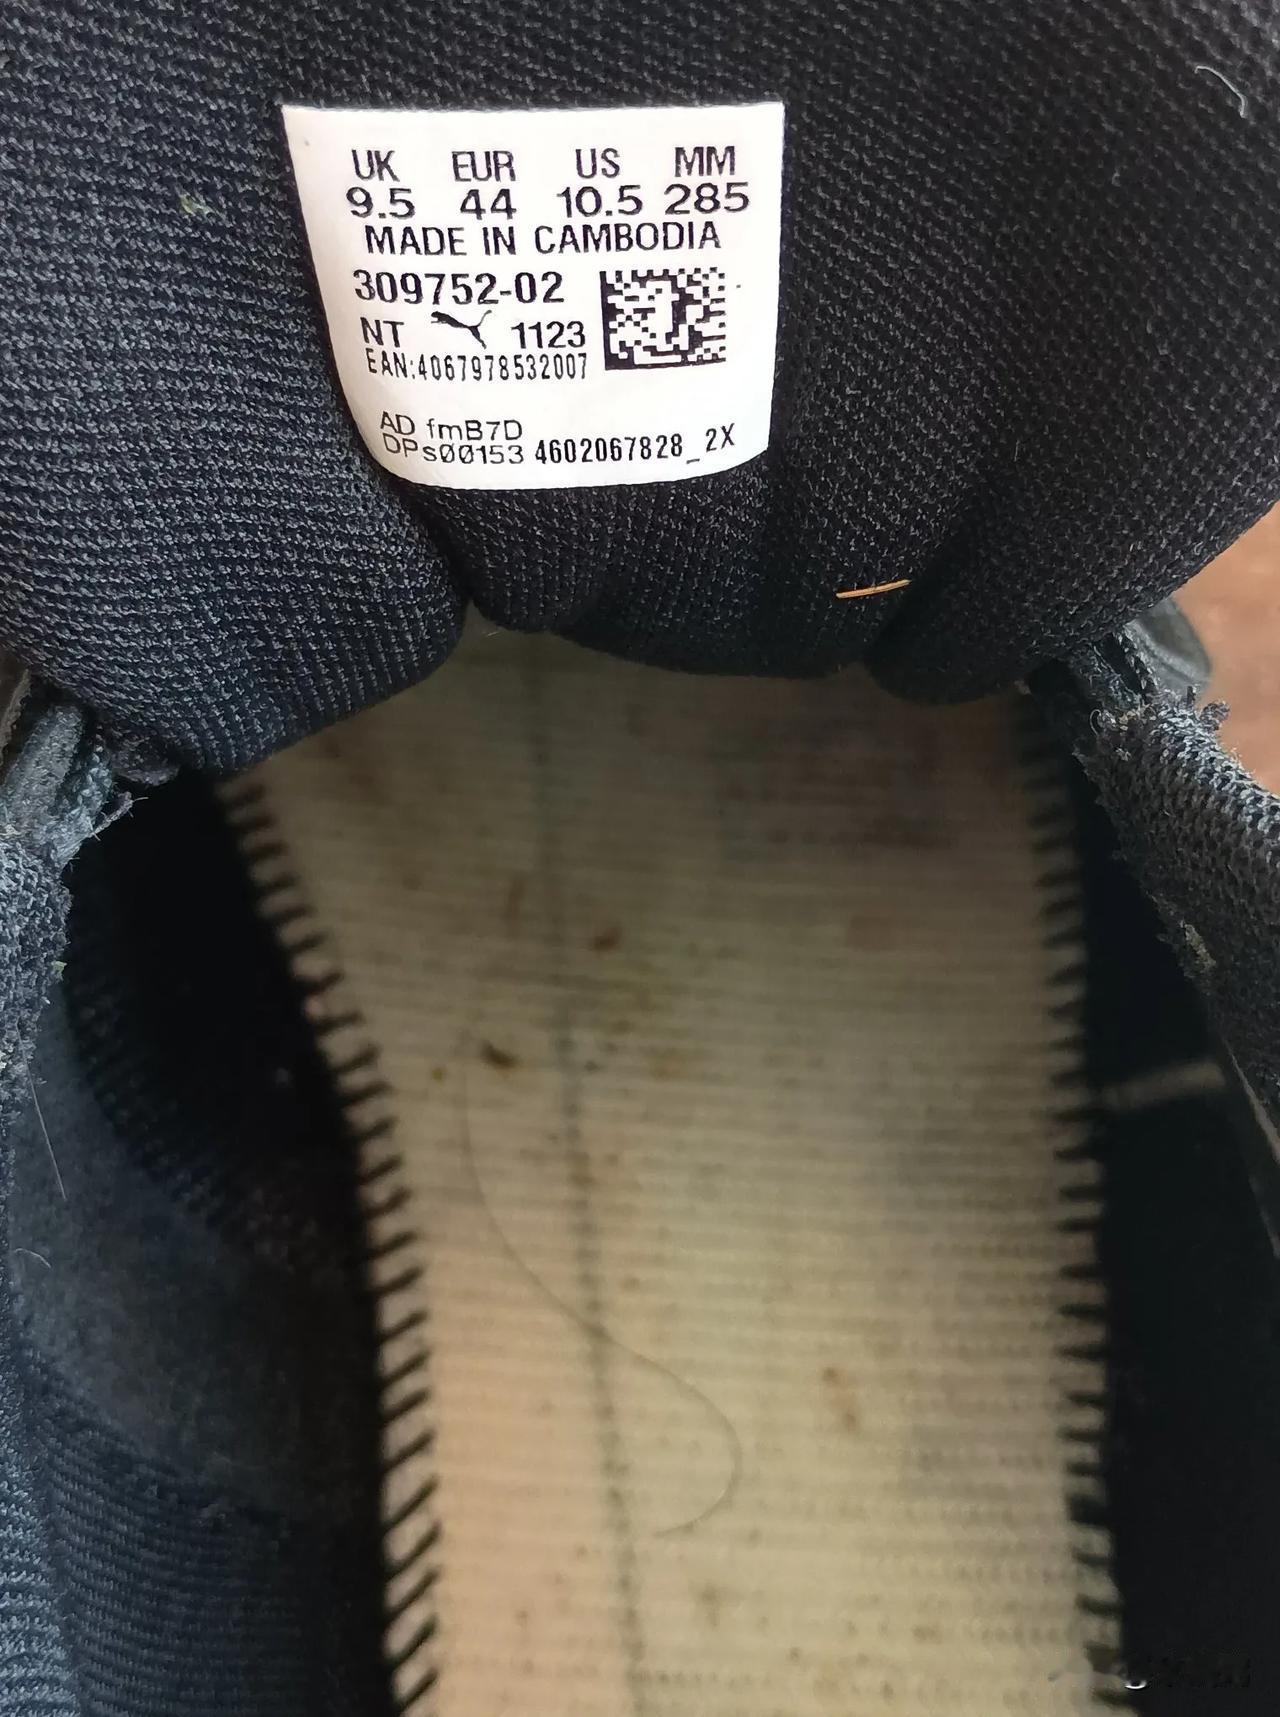 UK EUR US MM
9.5 44 10.5 285
MADE IN CAMBODIA
309752-02
NT 1123
EAN:4067978532007
AD fmB7D
DPs00153 4602067828_2X